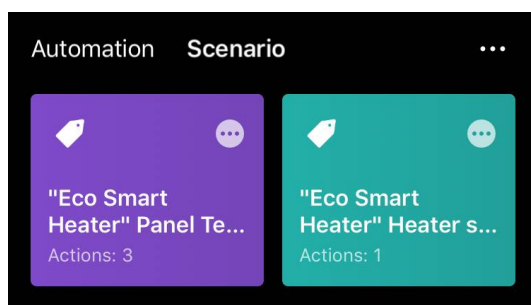 Automation Scenario
"Eco Smart
Heater" Panel Te...
Actions: 3
"Eco Smart
Heater" Heater s...
Actions: 1